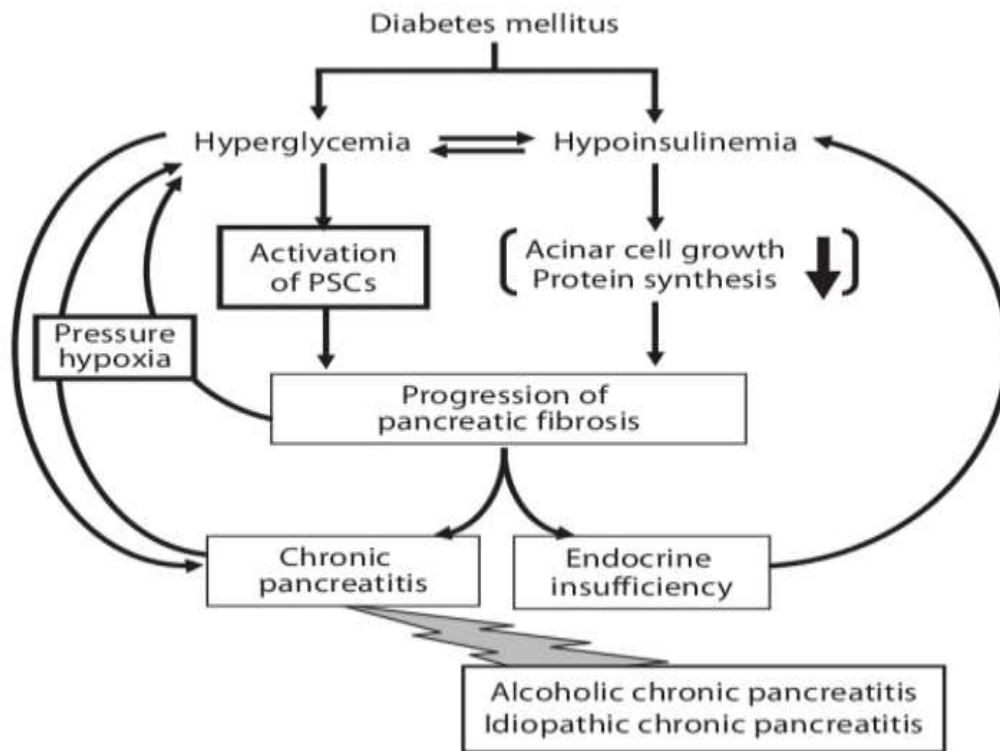 Diabetes mellitus
Hyperglycemia
Hypoinsulinemia
Activation
of PSCs
Acinar cell growth
Protein synthesis
Pressure
hypoxia
Progression of
pancreatic fibrosis
Chronic
pancreatitis
Endocrine
insufficiency
Alcoholic chronic pancreatitis
Idiopathic chronic pancreatitis